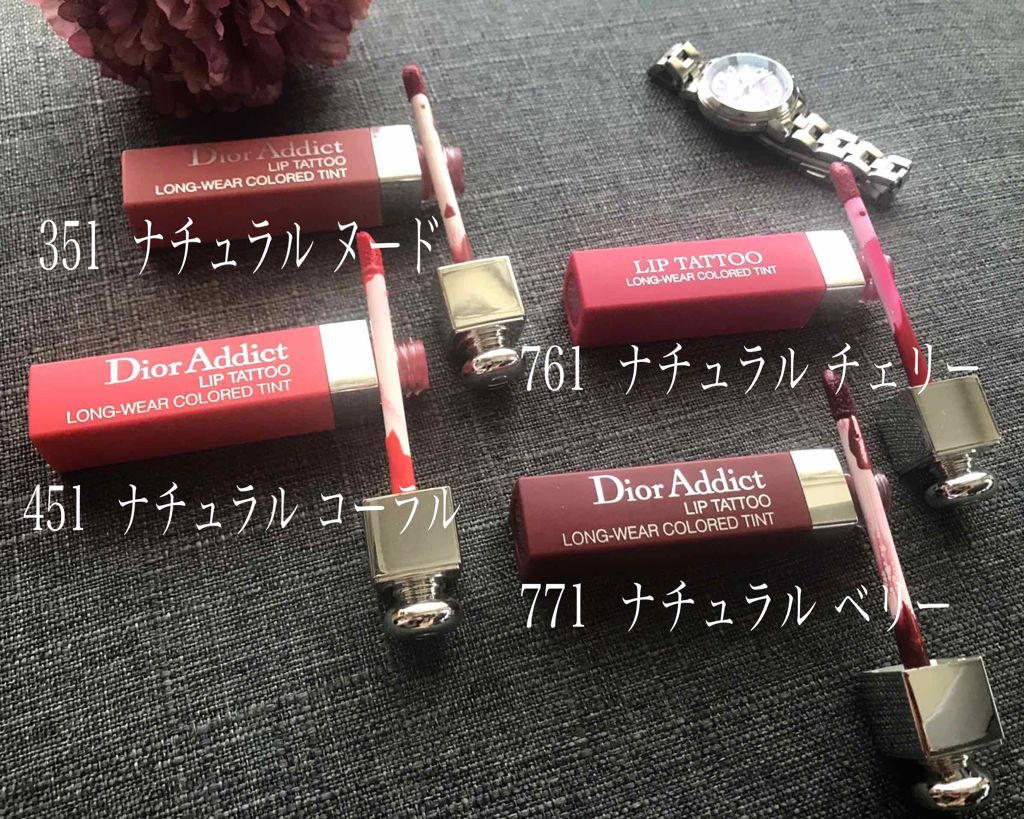 Dior Addict
LIP TATTOO
LONG-WEAR COLORED TINT
351 ナチュラル ヌード
LIP TATTOO
LONG-WEAR COLORED TINT
761 ナチュラル チェリー
Dior Addict
LIP TATTOO
LONG-WEAR COLORED TINT
451 ナチュラル コーラル
Dior Addict
LIP TATTOO
LONG-WEAR COLORED TINT
771 ナチュラル ベリー